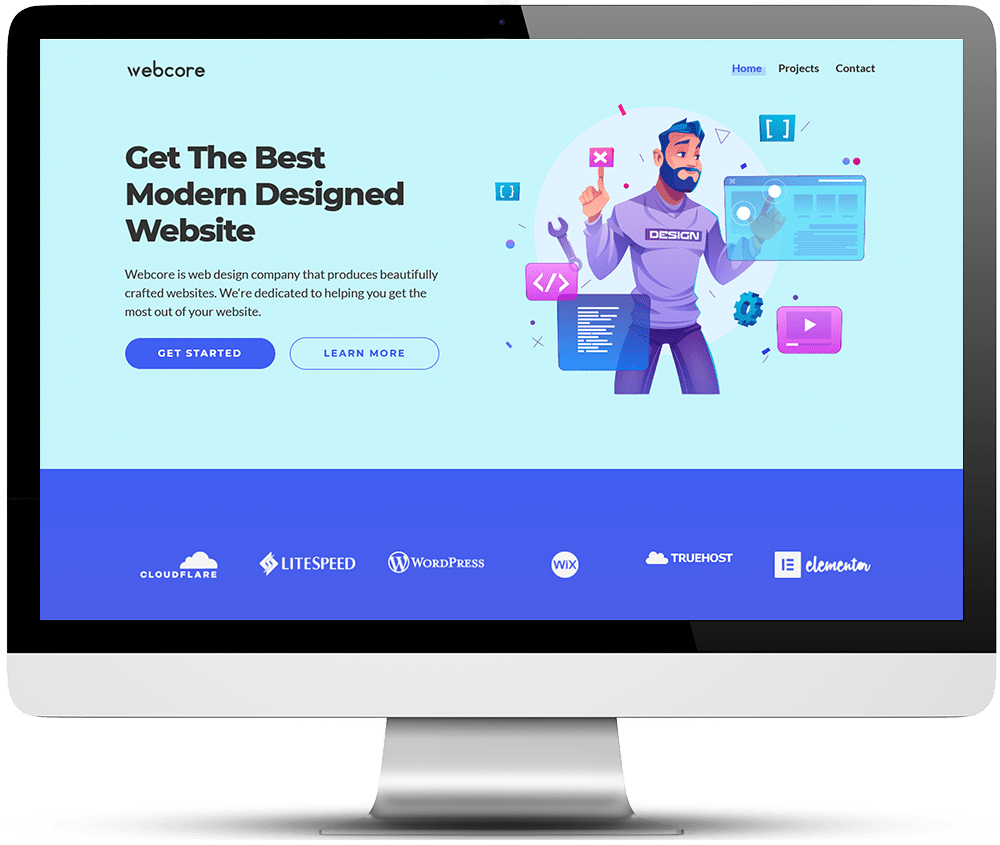 webcore
Home Projects Contact
Get The Best
Modern Designed
Website
Webcore is web design company that produces beautifully
crafted websites. We're dedicated to helping you get the
most out of your website.
GET STARTED LEARN MORE
[ ]
[ ]
DESIGN
</>
CLOUDFLARE LITESPEED WORDPRESS WiX TRUEHOST elementor